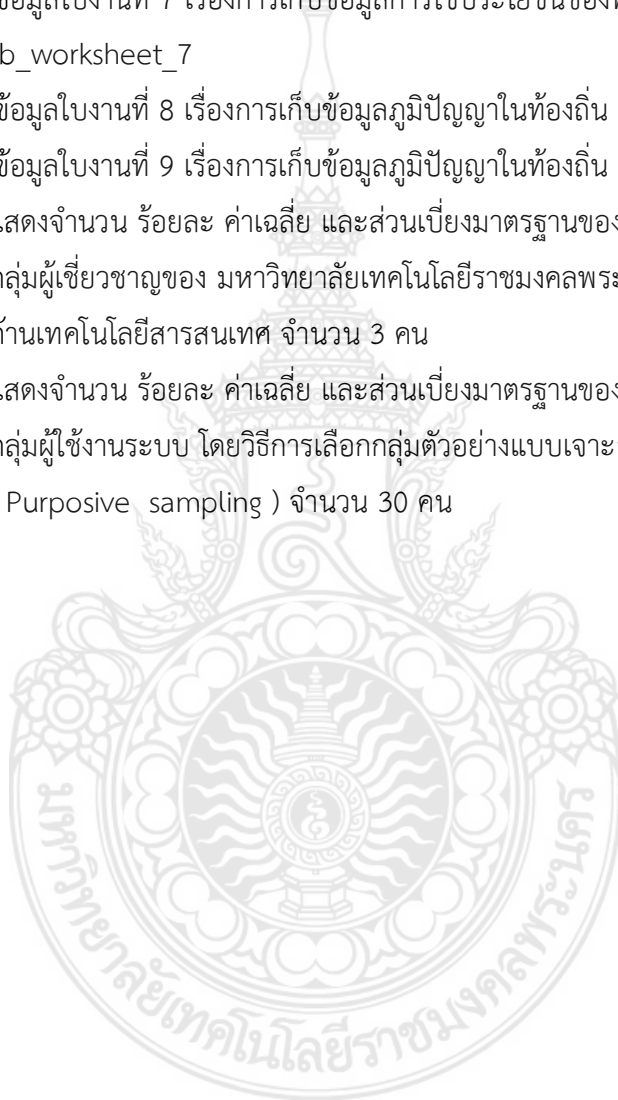 ข้อมูลใบงานที่ 7 เรื่องการเก็บข้อมูลการใช้ประโยชน์ของ
b_worksheet_7
ข้อมูลใบงานที่ 8 เรื่องการเก็บข้อมูลภูมิปัญญาในท้องถิ่น
ข้อมูลใบงานที่ 9 เรื่องการเก็บข้อมูลภูมิปัญญาในท้องถิ่น
แสดงจำนวน ร้อยละ ค่าเฉลี่ย และส่วนเบี่ยงมาตรฐานของ
กลุ่มผู้เชี่ยวชาญของ มหาวิทยาลัยเทคโนโลยีราชมงคลพระ
ด้านเทคโนโลยีสารสนเทศ จำนวน 3 คน
แสดงจำนวน ร้อยละ ค่าเฉลี่ย และส่วนเบี่ยงมาตรฐานของ
กลุ่มผู้ใช้งานระบบ โดยวิธีการเลือกกลุ่มตัวอย่างแบบเจาะ
Purposive sampling ) จำนวน 30 คน
มหาวิทยาลัยเทคโนโลยีราชมงคลพระนคร